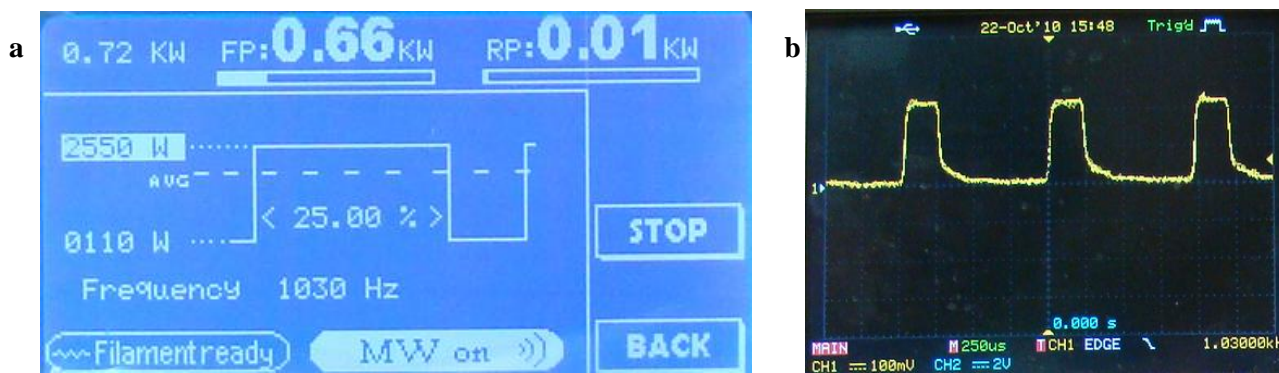 a
0.72 KW FP:0.66KW RP:0.01KW
2550 W
AVG
< 25.00 % >
0110 W
STOP
Frequency 1030 Hz
Filament ready
MW on
BACK
b
22-Oct'10 15:48 Trig'd
1
0.000 s
MAIN M 250us T CH1 EDGE 1.03000k
CH1 100mV CH2 2V